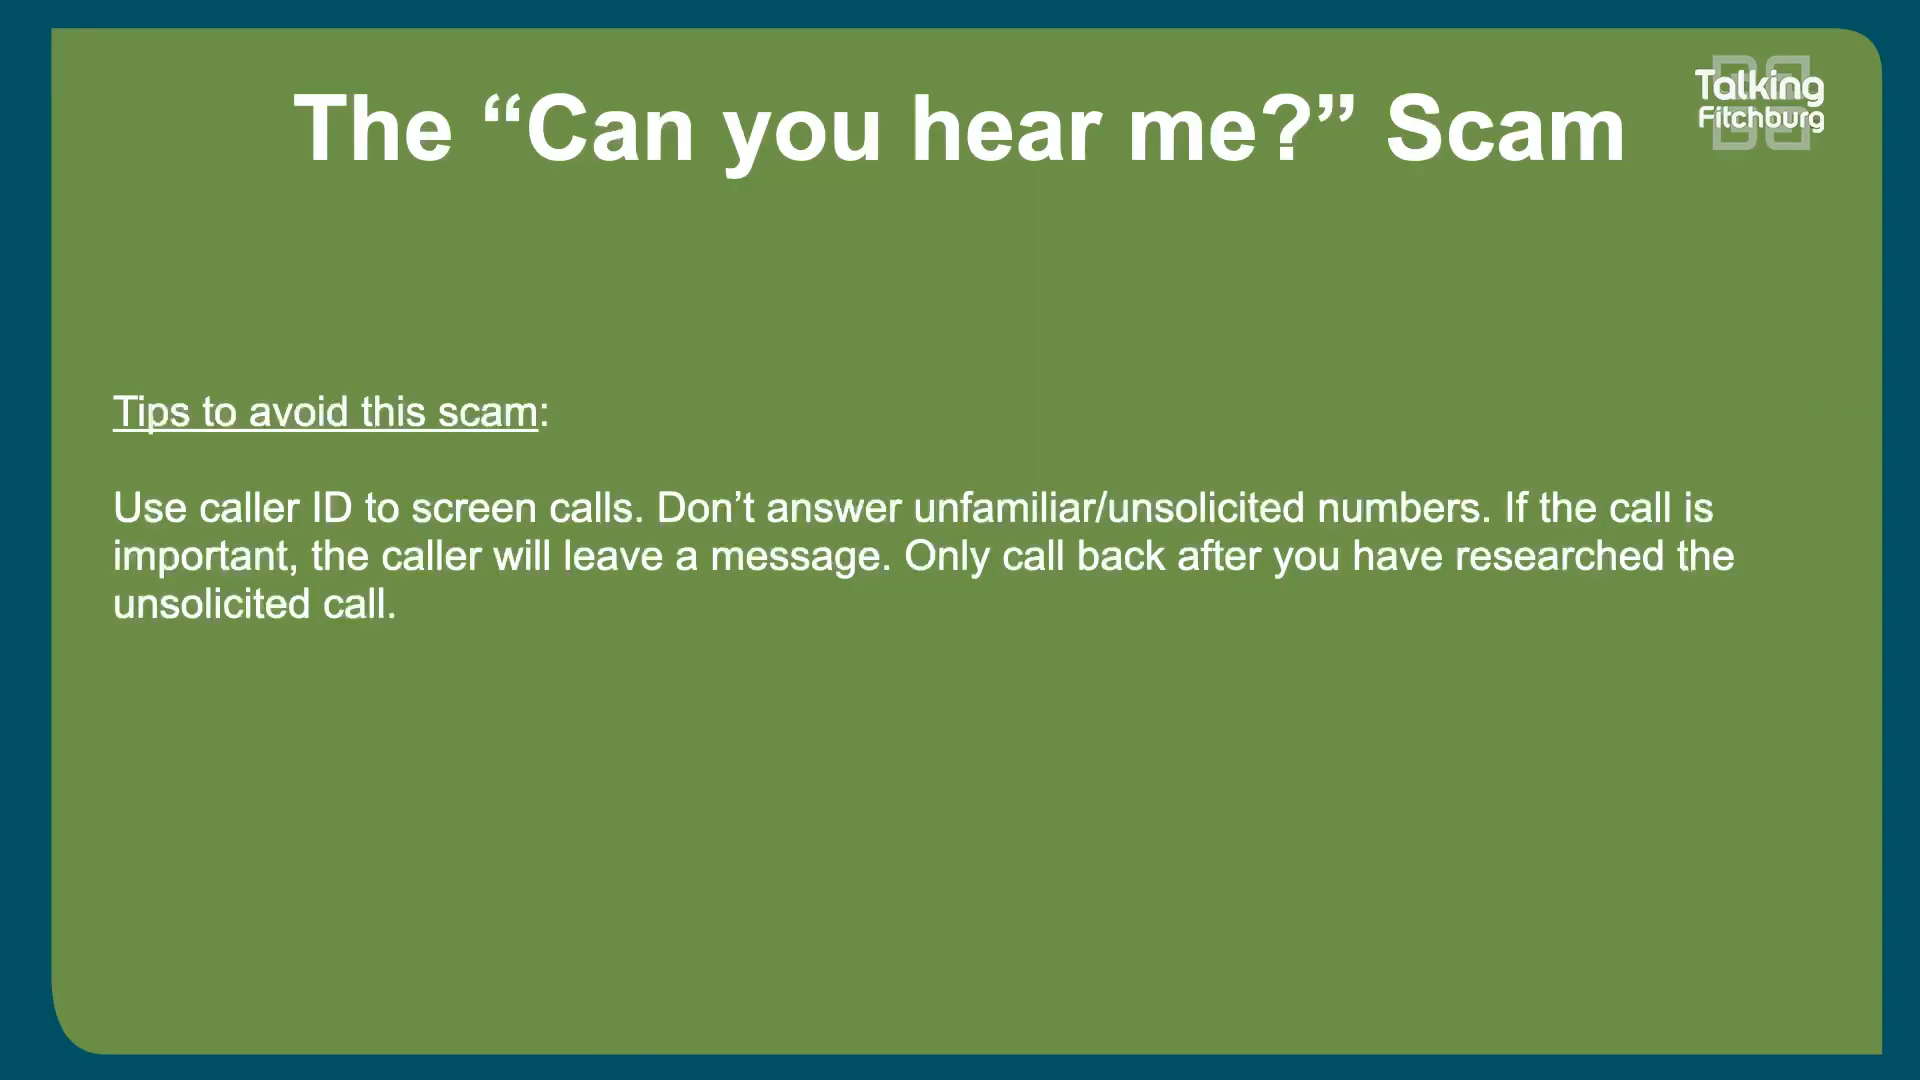 The “Can you hear me?” Scam
Talking
Fitchburg
Tips to avoid this scam:
Use caller ID to screen calls. Don’t answer unfamiliar/unsolicited numbers. If the call is
important, the caller will leave a message. Only call back after you have researched the
unsolicited call.